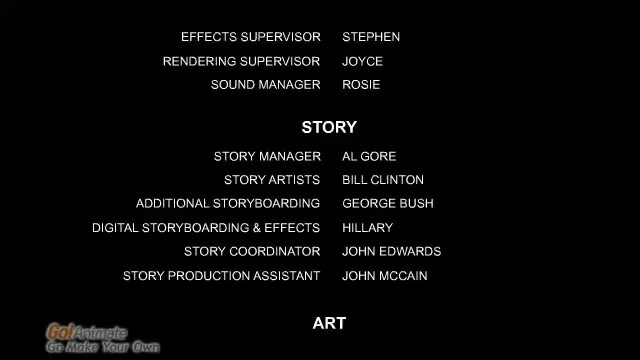 EFFECTS SUPERVISOR STEPHEN
RENDERING SUPERVISOR JOYCE
SOUND MANAGER ROSIE
STORY
STORY MANAGER AL GORE
STORY ARTISTS BILL CLINTON
ADDITIONAL STORYBOARDING GEORGE BUSH
DIGITAL STORYBOARDING & EFFECTS HILLARY
STORY COORDINATOR JOHN EDWARDS
STORY PRODUCTION ASSISTANT JOHN MCCAIN
ART
Go!Animate
Go Make Your Own